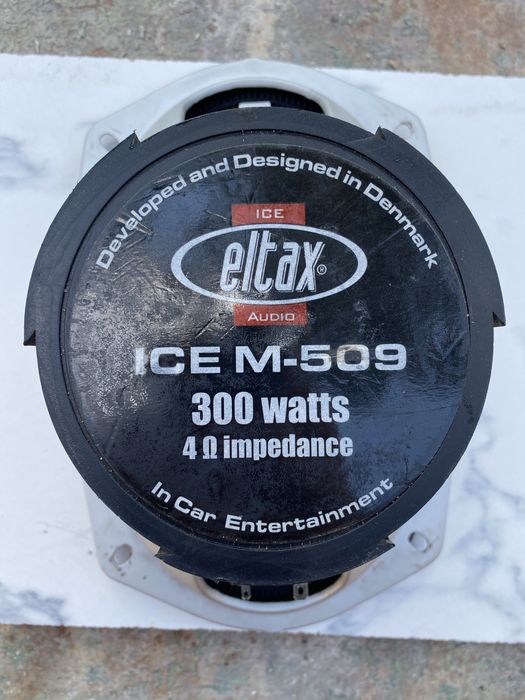 Developed and Designed in Denmark
ICE
eltax®
AUDIO
ICE M-509
300 watts
4 Ω impedance
In Car Entertainment